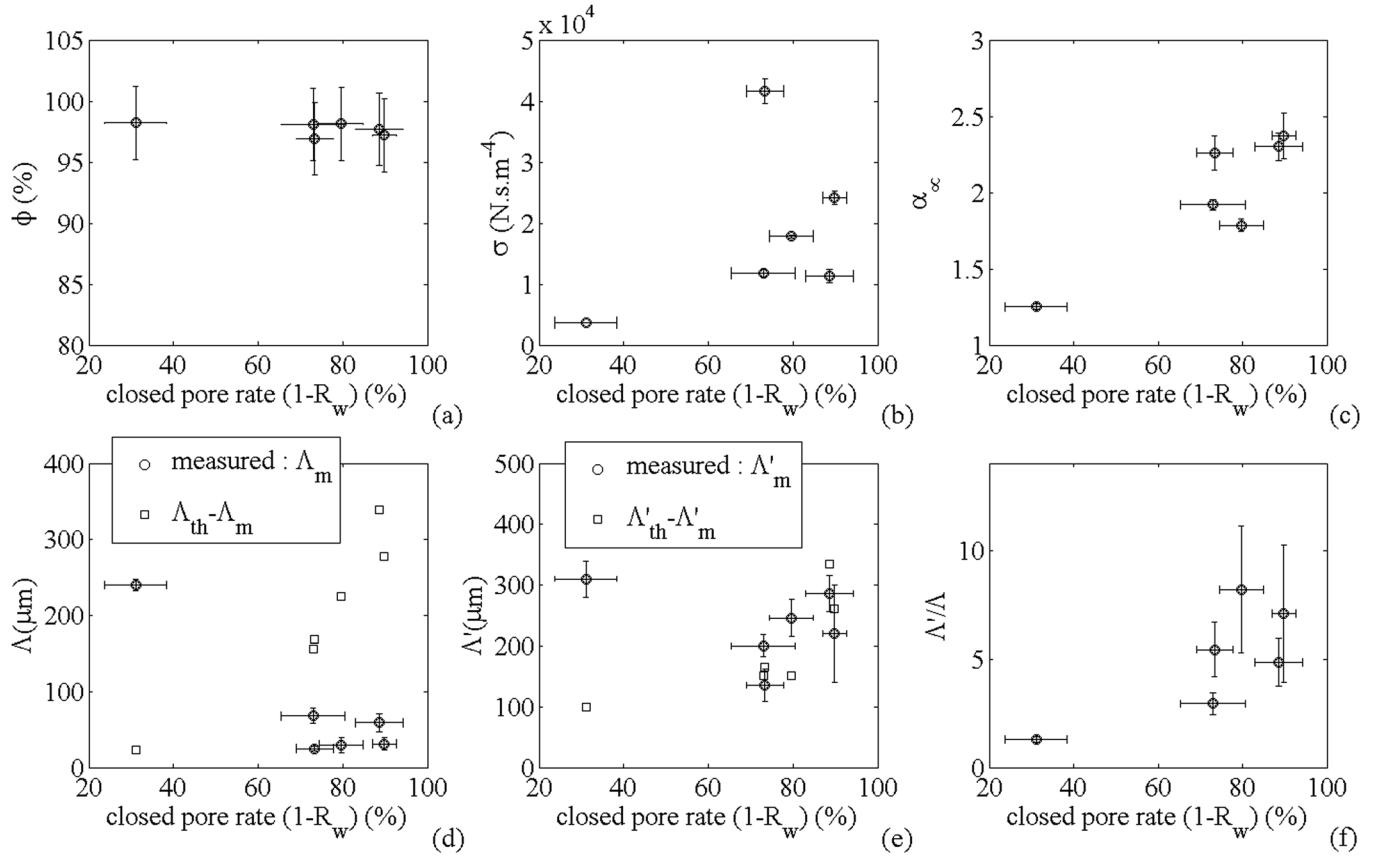 105
100
95
90
85
80
ϕ (%)
20 40 60 80 100
closed pore rate (1-R_w) (%)
(a)
x 10^4
5
4
3
2
1
0
σ (N.s.m^-4)
20 40 60 80 100
closed pore rate (1-R_w) (%)
(b)
3
2.5
2
1.5
1
α_∞
20 40 60 80 100
closed pore rate (1-R_w) (%)
(c)
measured : Λ_m
Λ_th-Λ_m
400
300
200
100
0
Λ(μm)
20 40 60 80 100
closed pore rate (1-R_w) (%)
(d)
measured : Λ'_m
Λ'_th-Λ'_m
500
400
300
200
100
0
Λ'(μm)
20 40 60 80 100
closed pore rate (1-R_w) (%)
(e)
10
5
0
Λ'/Λ
20 40 60 80 100
closed pore rate (1-R_w) (%)
(f)